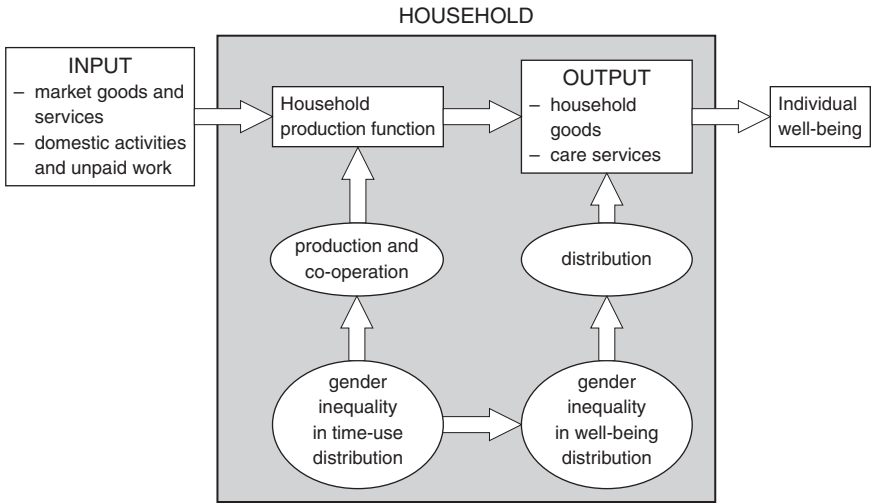 HOUSEHOLD
INPUT
– market goods and
services
– domestic activities
and unpaid work
Household
production function
OUTPUT
– household
goods
– care services
Individual
well-being
production and
co-operation
distribution
gender
inequality
in time-use
distribution
gender
inequality
in well-being
distribution